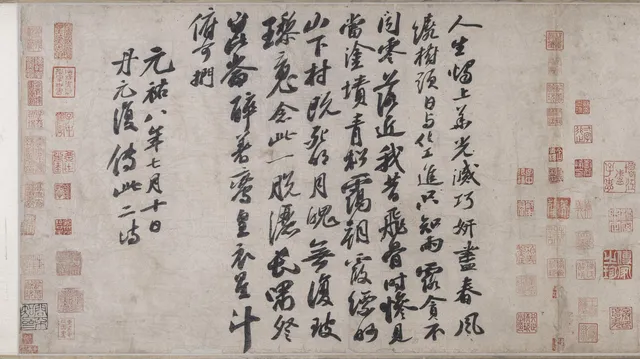 人生燭上華光滅巧妍盡春風
繞樹頭日與化工進只知雨露貪不
聞零落近我昔飛骨時慘見
當塗墳青松靄朝霞縹緲
山下村既死明月魄無復玻
璃魂念此一脫灑長嘯登
崑崙醉著鸞皇衣星斗
俯可捫
元祐八年七月十日
丹元復傳此二詩